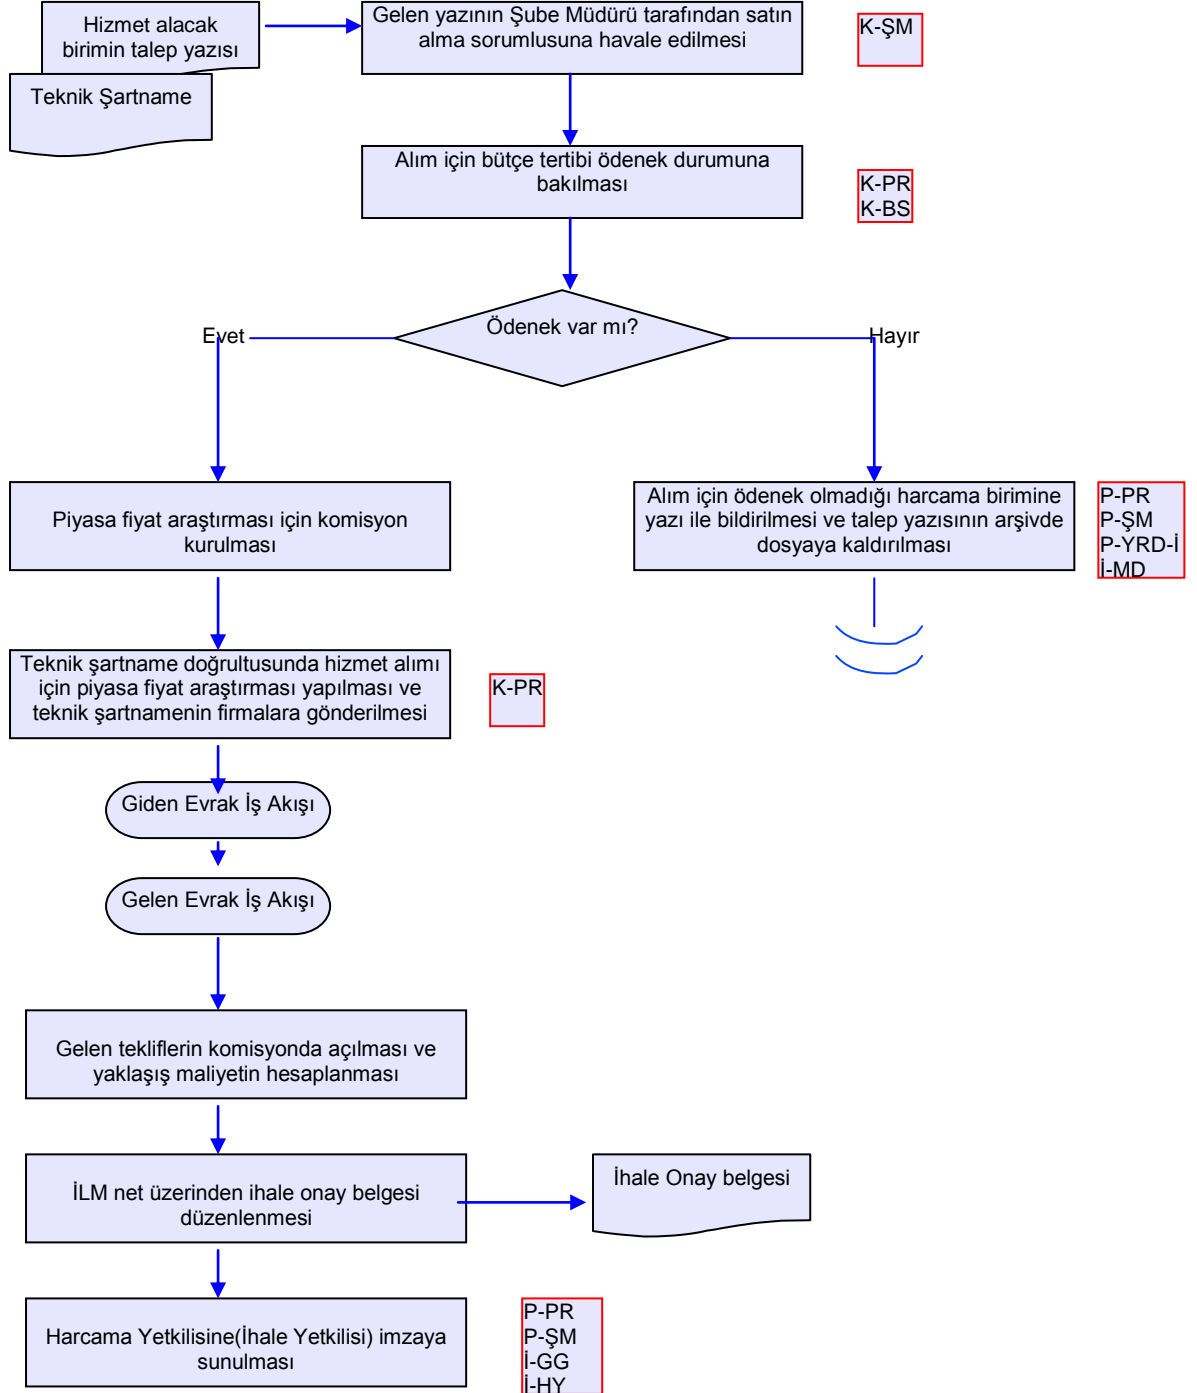 Hizmet alacak
birimin talep yazısı
Teknik Şartname
Gelen yazının Şube Müdürü tarafından satın
alma sorumlusuna havale edilmesi
K-ŞM
Alım için bütçe tertibi ödenek durumuna
bakılması
K-PR
K-BS
Ödenek var mı?
Evet
Hayır
Piyasa fiyat araştırması için komisyon
kurulması
Alım için ödenek olmadığı harcama birimine
yazı ile bildirilmesi ve talep yazısının arşivde
dosyaya kaldırılması
P-PR
P-ŞM
P-YRD-İ
İ-MD
Teknik şartname doğrultusunda hizmet alımı
için piyasa fiyat araştırması yapılması ve
teknik şartnamenin firmalara gönderilmesi
K-PR
Giden Evrak İş Akışı
Gelen Evrak İş Akışı
Gelen tekliflerin komisyonda açılması ve
yaklaşış maliyetin hesaplanması
İLM net üzerinden ihale onay belgesi
düzenlenmesi
İhale Onay belgesi
Harcama Yetkilisine(İhale Yetkilisi) imzaya
sunulması
P-PR
P-ŞM
İ-GG
İ-HY